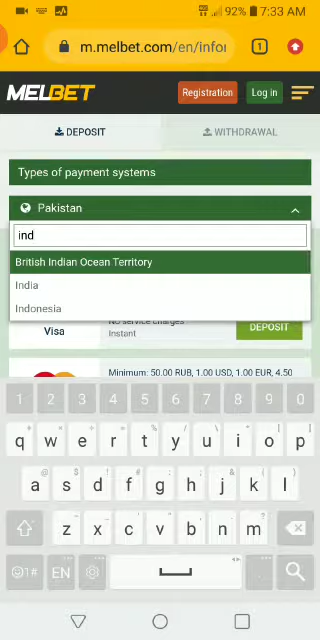 92% 7:33 AM
m.melbet.com/en/infor
1
MELBET
Registration
Log in
DEPOSIT
WITHDRAWAL
Types of payment systems
Pakistan
ind
British Indian Ocean Territory
India
Indonesia
No service charges
Visa
Instant
DEPOSIT
Minimum: 50.00 RUB, 1.00 USD, 1.00 EUR, 4.50
1 2 3 4 5 6 7 8 9 0
q w e r t y u i o p
a s d f g h j k l
z x c v b n m
!#1 EN